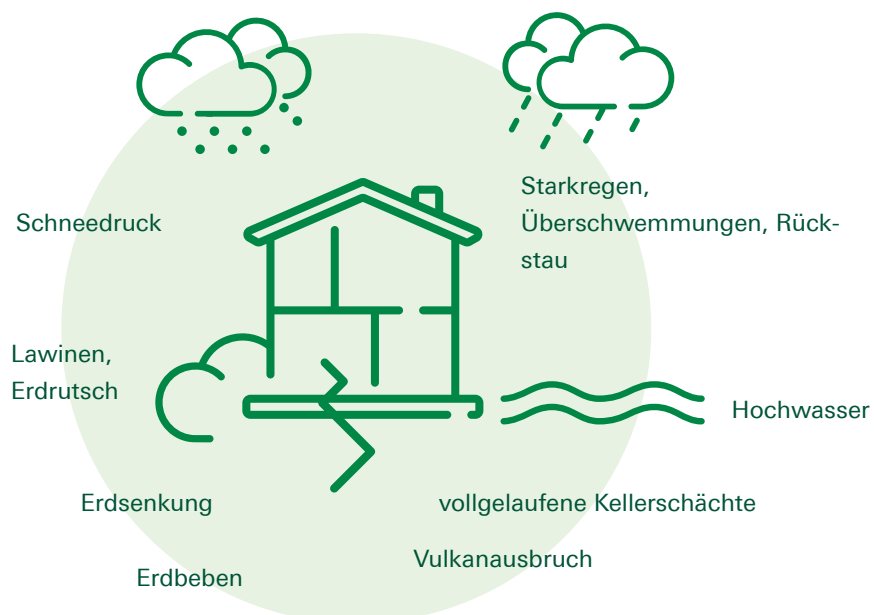 Schneedruck
Starkregen,
Überschwemmungen, Rück-
stau
Lawinen,
Erdrutsch
Hochwasser
Erdsenkung
vollgelaufene Kellerschächte
Erdbeben
Vulkanausbruch